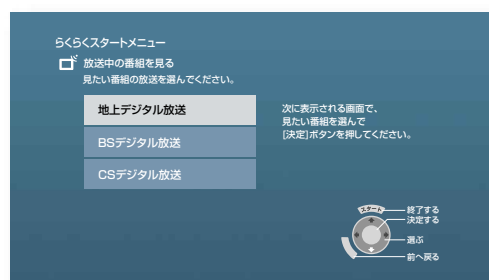 らくらくスタートメニュー
放送中の番組を見る
見たい番組の放送を選んでください。
地上デジタル放送
BSデジタル放送
CSデジタル放送
次に表示される画面で、
見たい番組を選んで
[決定]ボタンを押してください。
スタート
終了する
決定する
選ぶ
前へ戻る